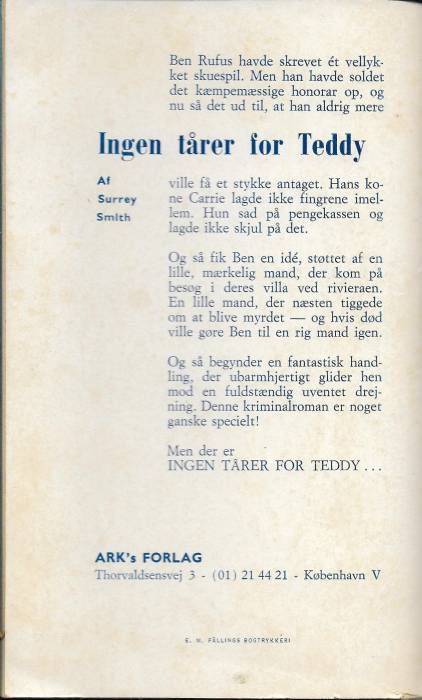 Ben Rufus havde skrevet ét vellyk-
ket skuespil. Men han havde soldet
det kæmpemæssige honorar op, og
nu så det ud til, at han aldrig mere
Ingen tårer for Teddy
Af
Surrey
Smith
ville få et stykke antaget. Hans ko-
ne Carrie lagde ikke fingrene imel-
lem. Hun sad på pengekassen og
lagde ikke skjul på det.
Og så fik Ben en idé, støttet af en
lille, mærkelig mand, der kom på
besøg i deres villa ved rivieraen.
En lille mand, der næsten tiggede
om at blive myrdet — og hvis død
ville gøre Ben til en rig mand igen.
Og så begynder en fantastisk hand-
ling, der ubarmhjertigt glider hen
mod en fuldstændig uventet drej-
ning. Denne kriminalroman er noget
ganske specielt!
Men der er
INGEN TÅRER FOR TEDDY...
ARK's FORLAG
Thorvaldsensvej 3 - (01) 21 44 21 - København V
E. M. FÄLLINGS BOGTRYKKERI